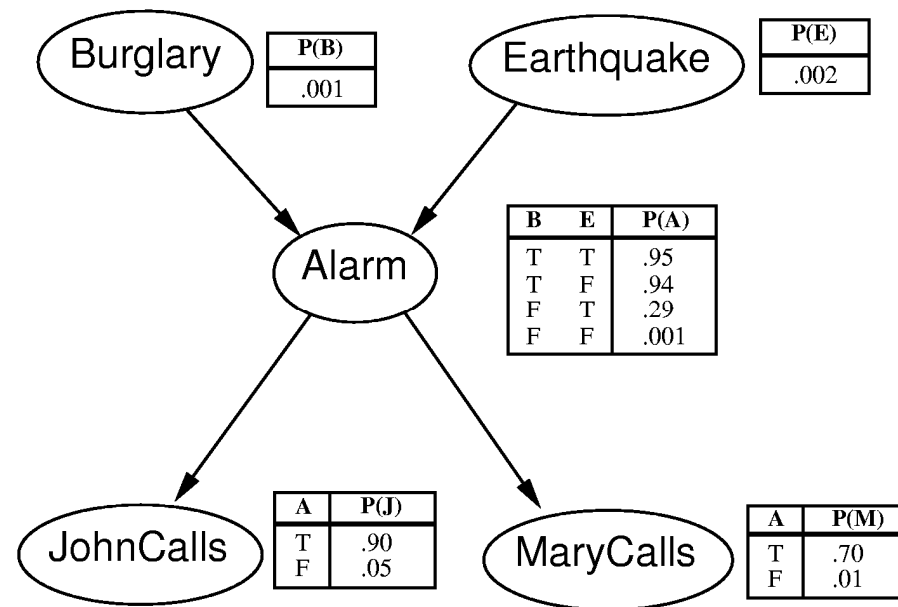 Burglary
P(B)
.001
Earthquake
P(E)
.002
Alarm
B E P(A)
T T .95
T F .94
F T .29
F F .001
JohnCalls
A P(J)
T .90
F .05
MaryCalls
A P(M)
T .70
F .01